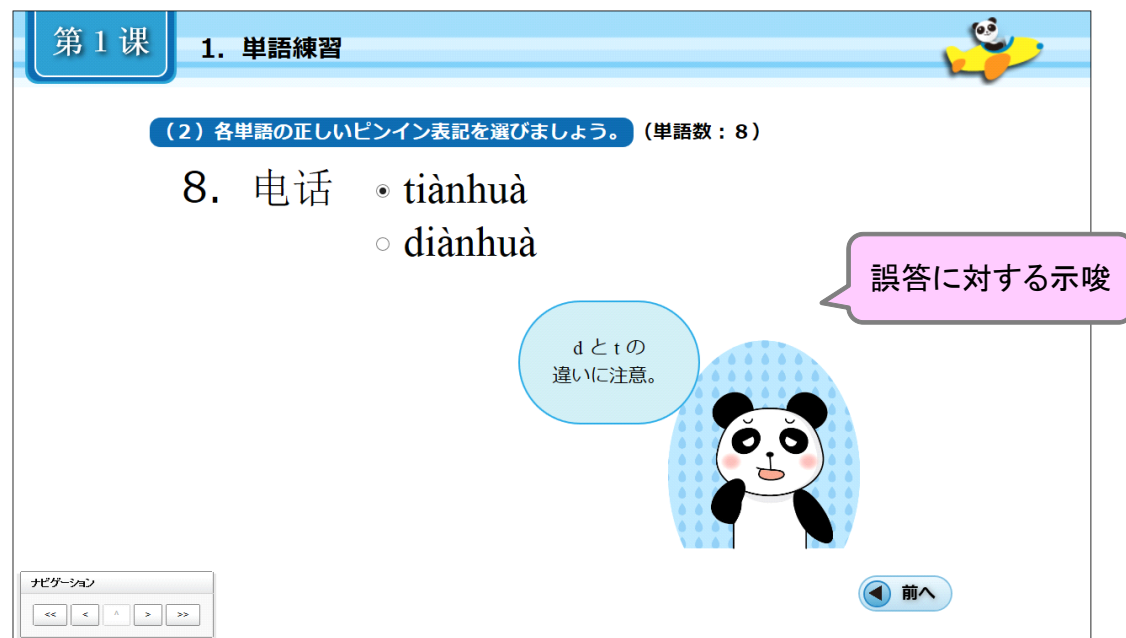 第1课
1. 単語練習
(2)各単語の正しいピンイン表記を選びましょう。 (単語数:8)
8. 电话 tiànhuà
diànhuà
誤答に対する示唆
dとtの
違いに注意。
ナビゲーション
<< < ^ > >>
前へ